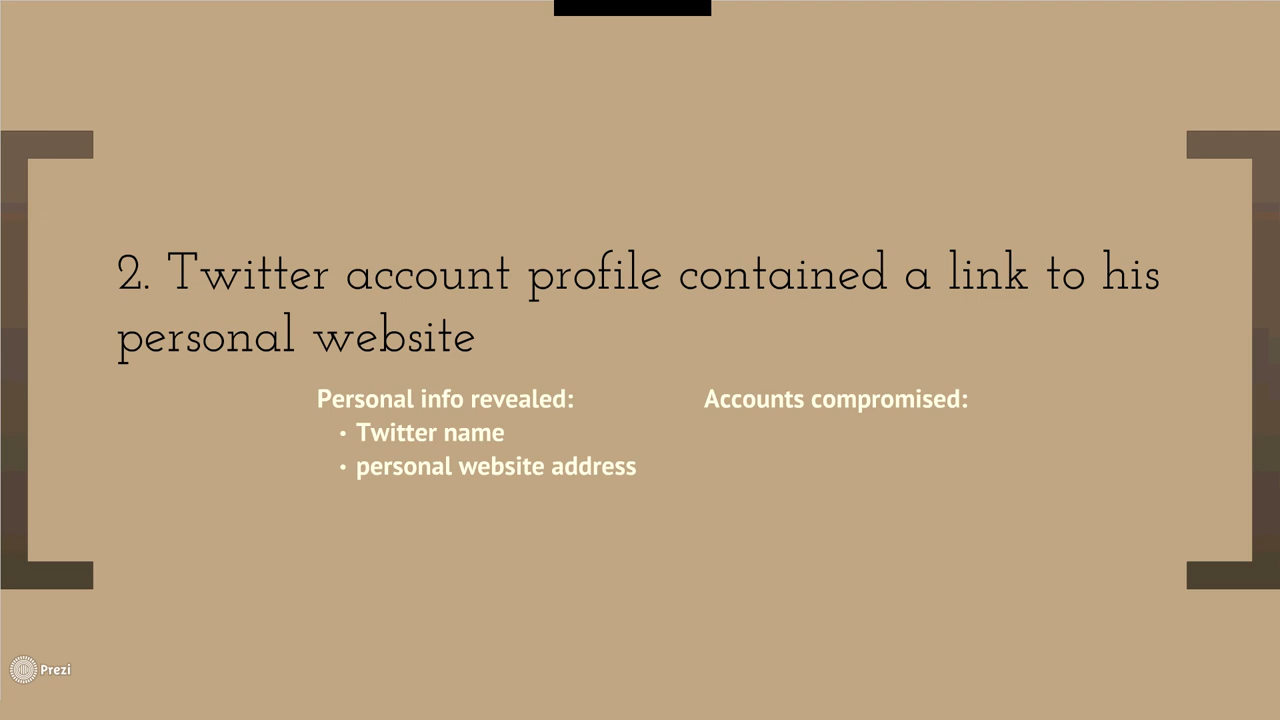 2. Twitter account profile contained a link to his
personal website
Personal info revealed:
• Twitter name
• personal website address
Accounts compromised:
Prezi